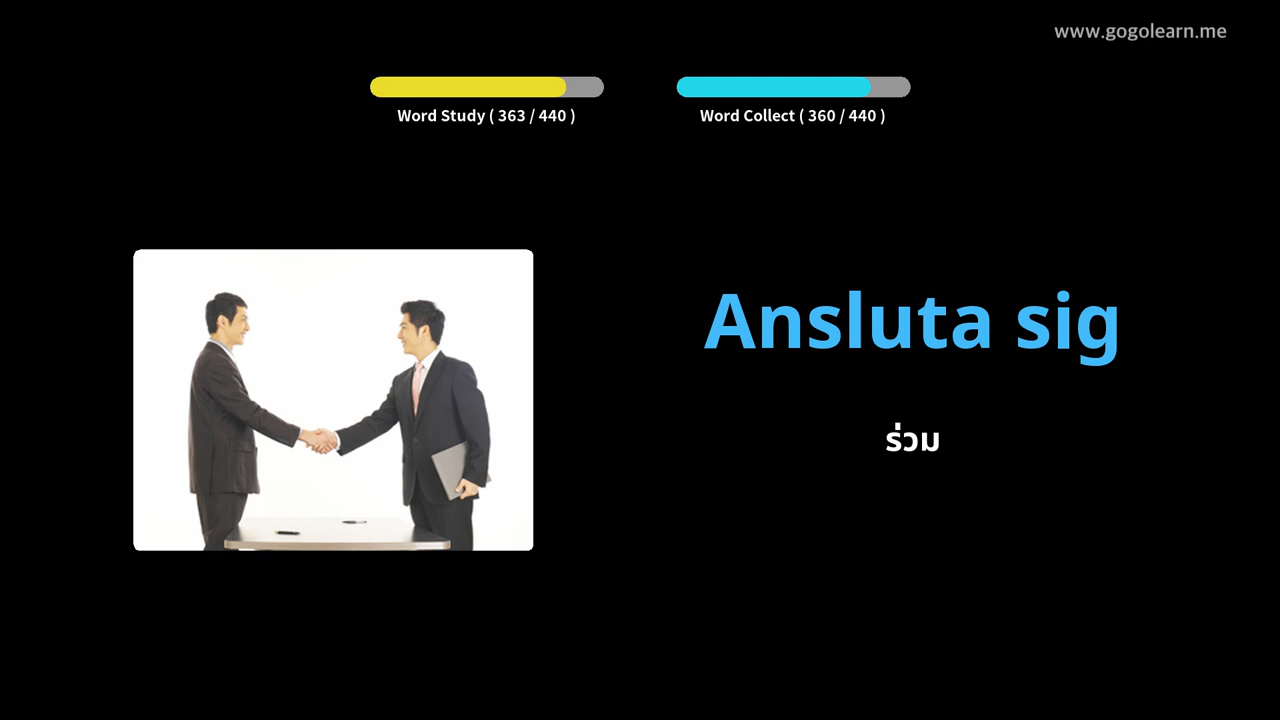 www.gogolearn.me
Word Study ( 363 / 440 )
Word Collect ( 360 / 440 )
Ansluta sig
ร่วม